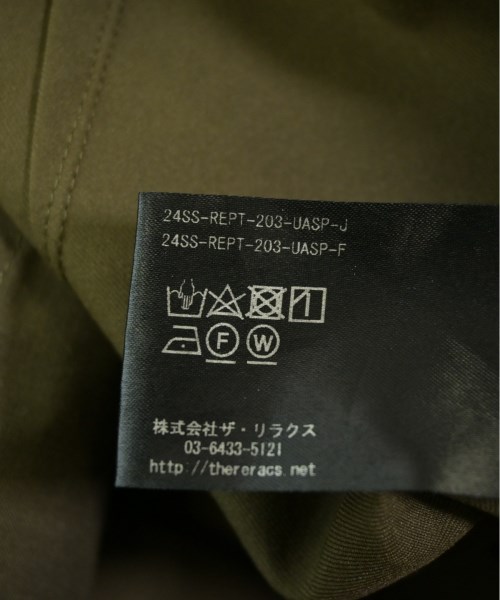 24SS-REPT-203-UASP-J
24SS-REPT-203-UASP-F
F W
株式会社ザ・リラクス
03-6433-5121
http://thereracs.net